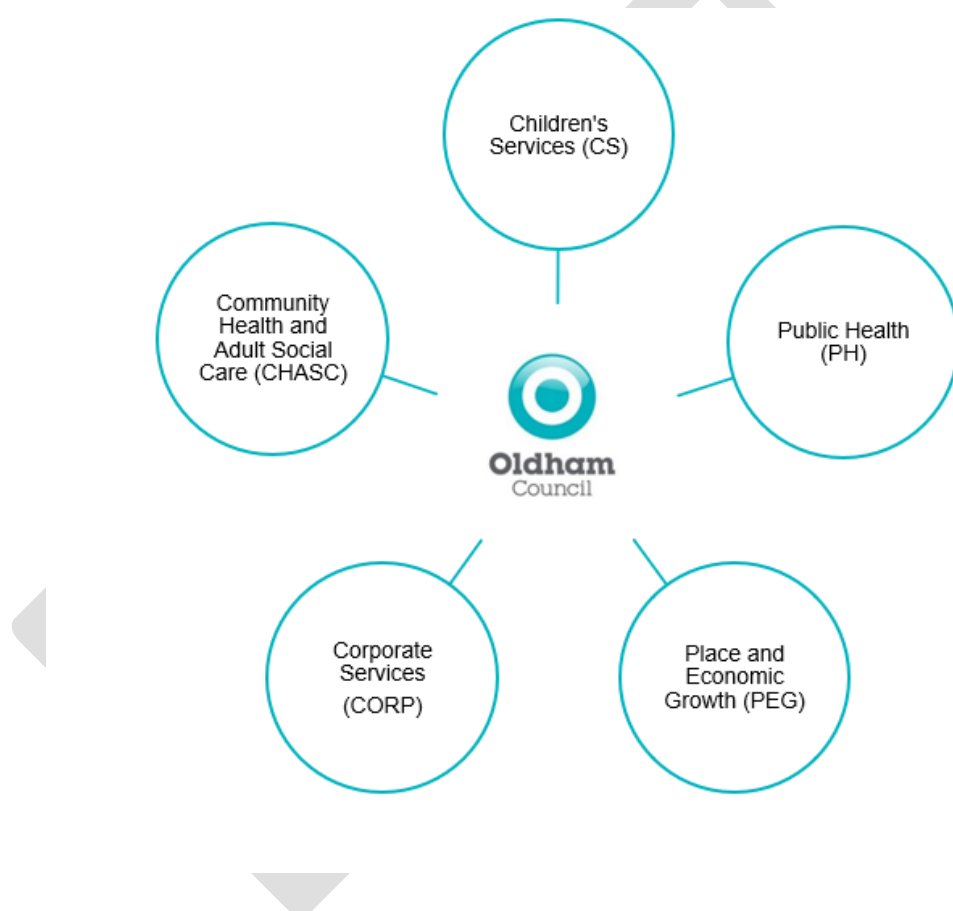 Children's
Services (CS)
Community
Health and
Adult Social
Care (CHASC)
Public Health
(PH)
Oldham
Council
Corporate
Services
(CORP)
Place and
Economic
Growth (PEG)